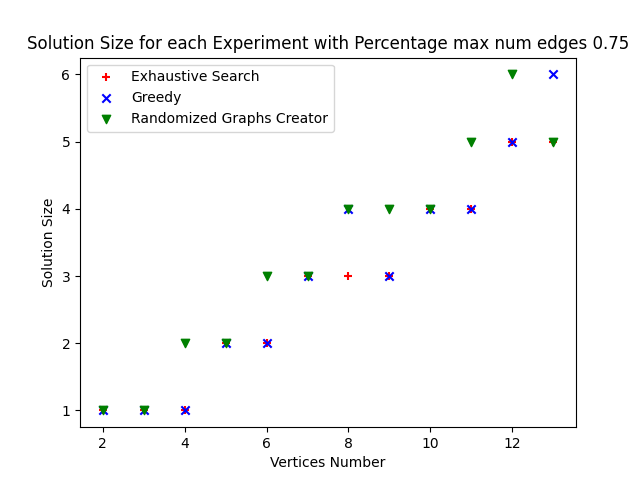 Solution Size for each Experiment with Percentage max num edges 0.75
Exhaustive Search
Greedy
Randomized Graphs Creator
6
5
4
3
2
1
Solution Size
2 4 6 8 10 12
Vertices Number